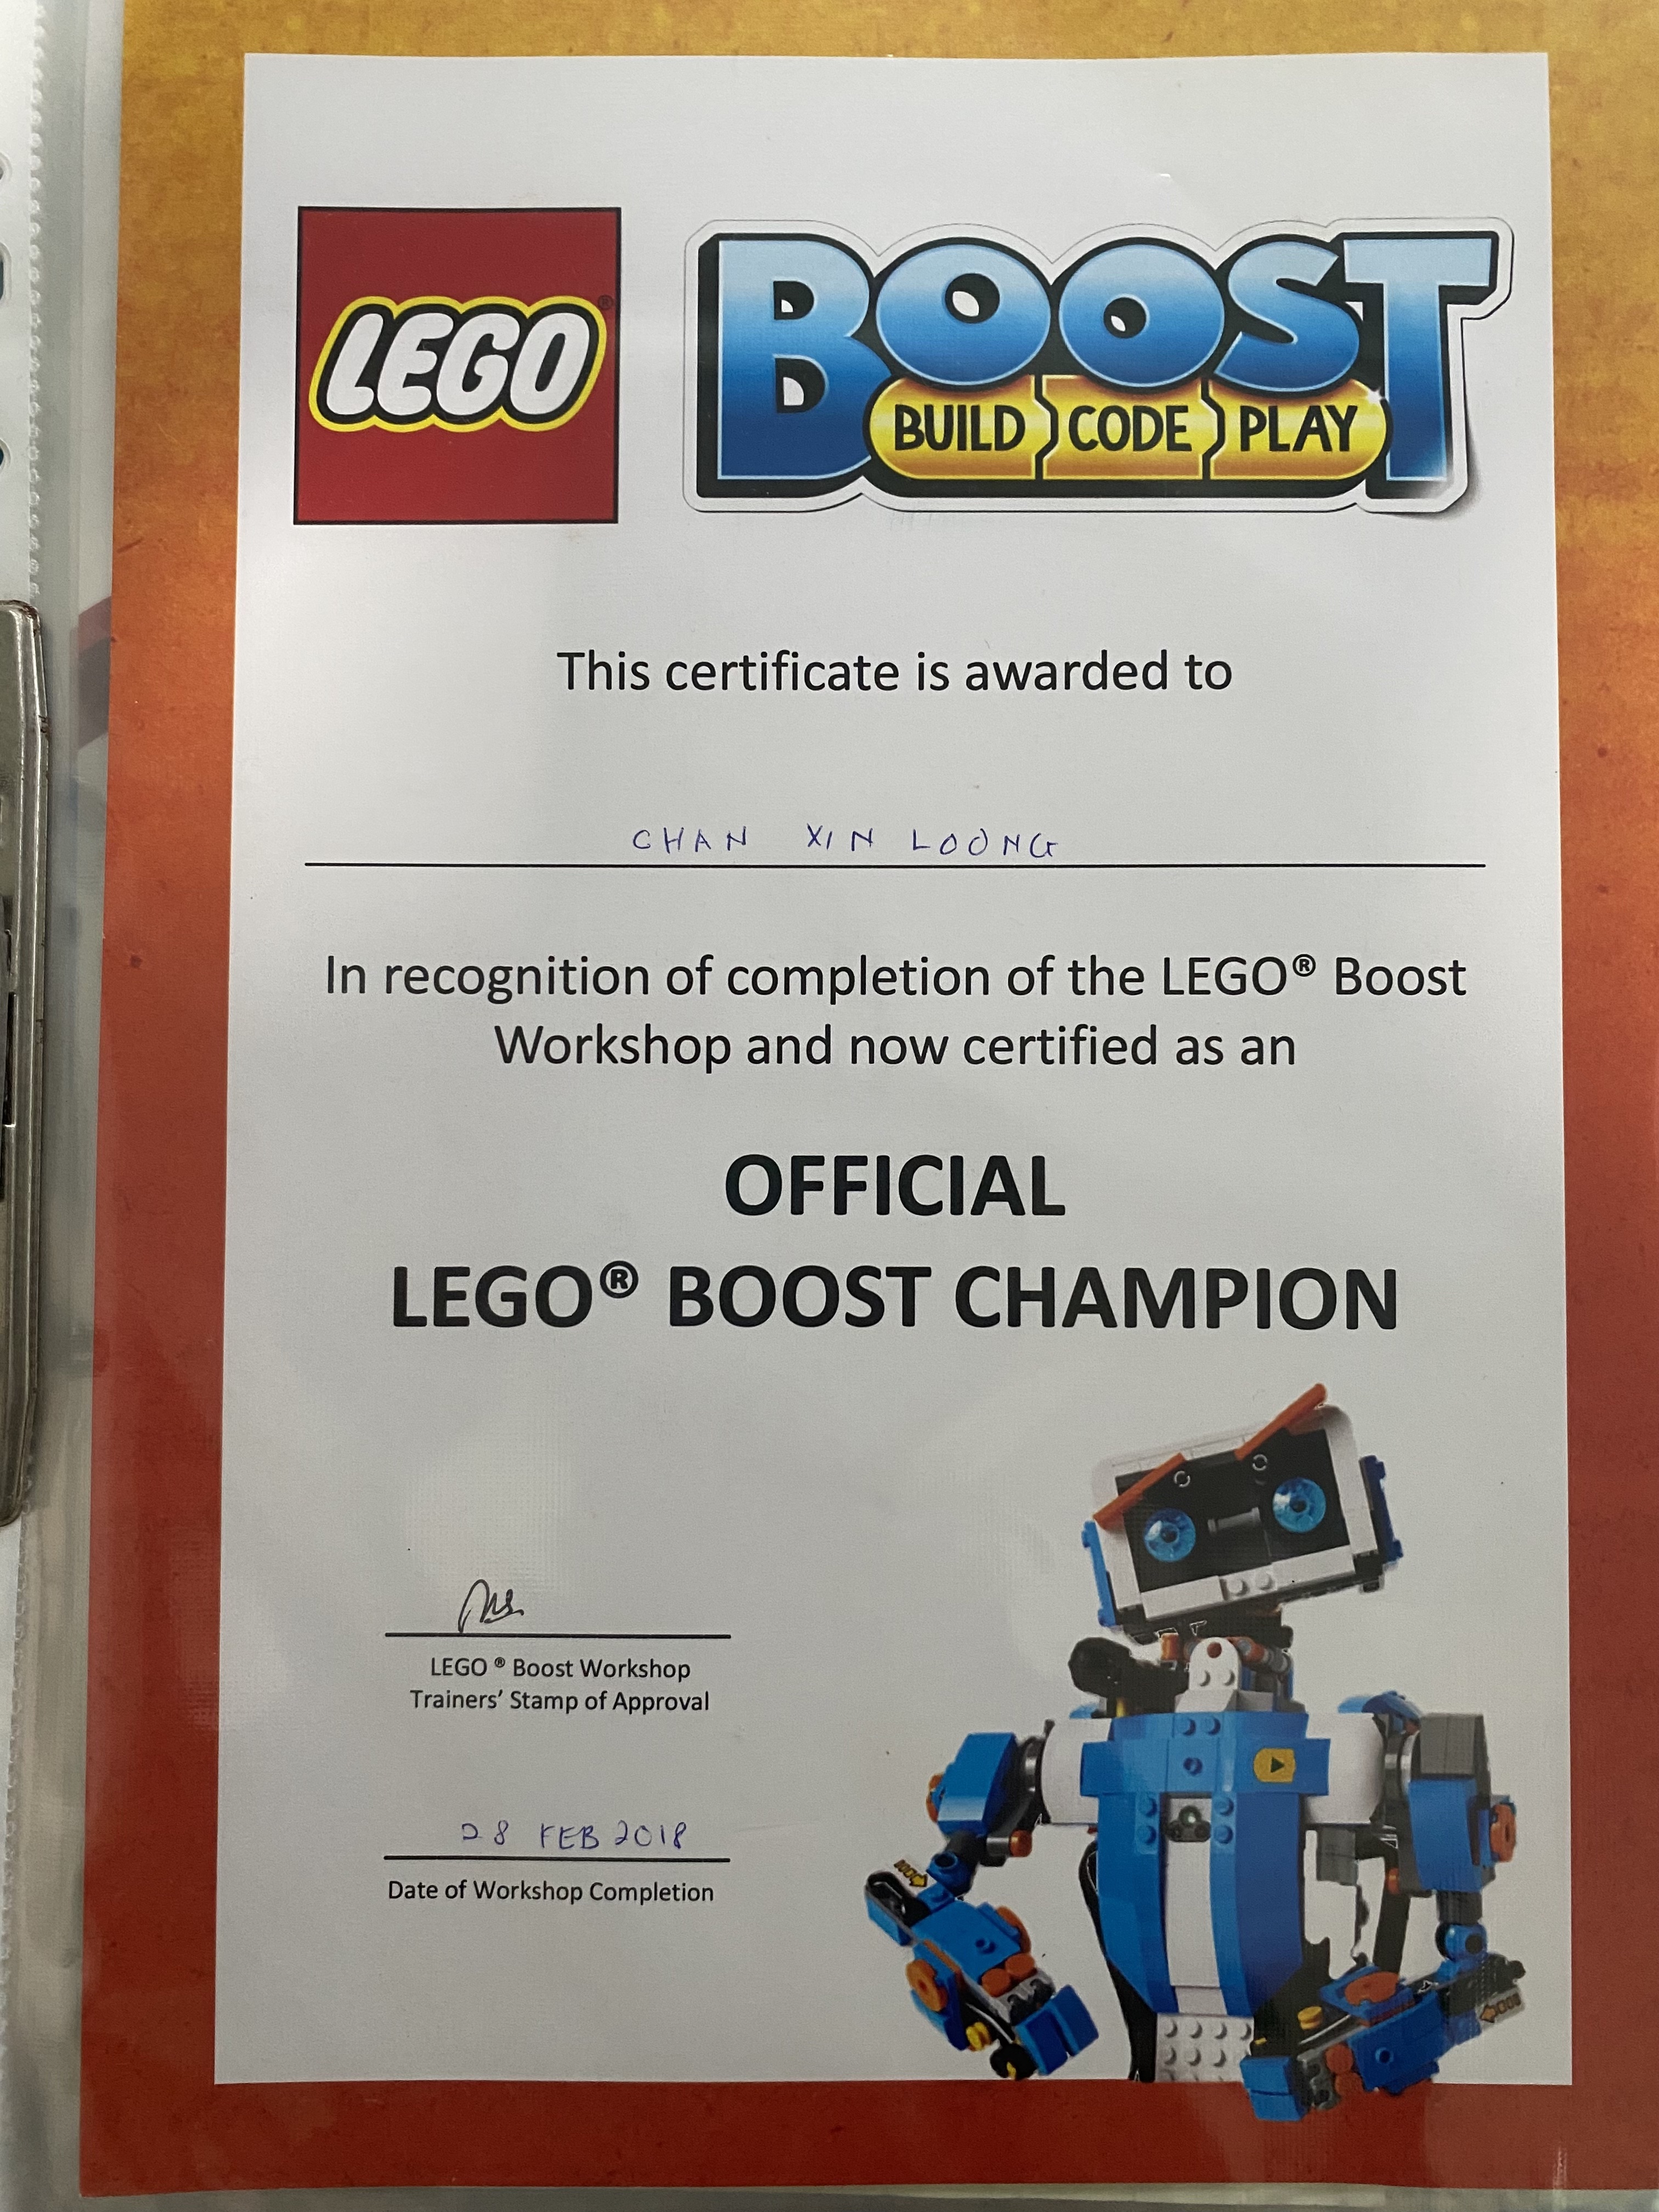 LEGO®
BOOST
BUILD CODE PLAY
This certificate is awarded to
CHAN XIN LOONG
In recognition of completion of the LEGO® Boost
Workshop and now certified as an
OFFICIAL
LEGO® BOOST CHAMPION
LEGO ® Boost Workshop
Trainers' Stamp of Approval
28 FEB 2018
Date of Workshop Completion